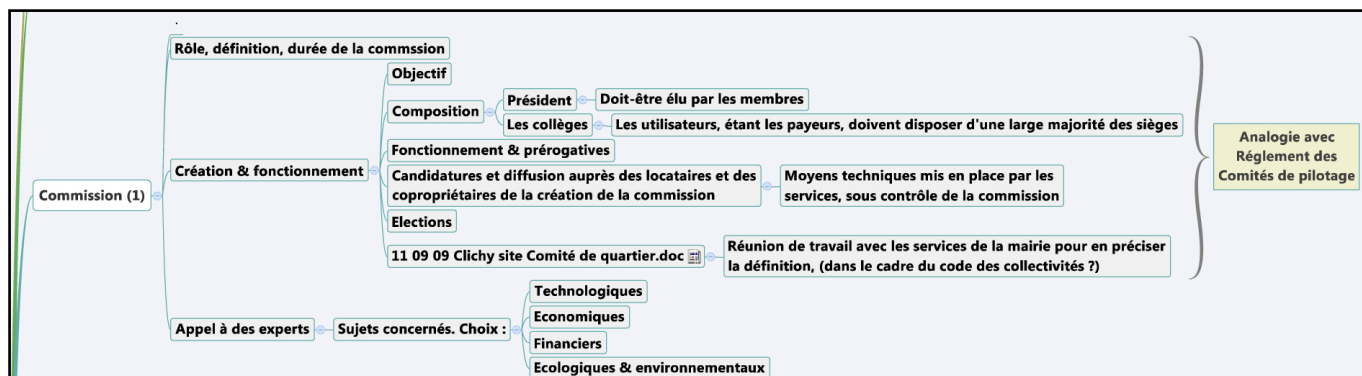 Rôle, définition, durée de la commssion
Objectif
Composition
Président
Doit-être élu par les membres
Les collèges
Les utilisateurs, étant les payeurs, doivent disposer d'une large majorité des sièges
Création & fonctionnement
Fonctionnement & prérogatives
Candidatures et diffusion auprès des locataires et des
copropriétaires de la création de la commission
Moyens techniques mis en place par les
services, sous contrôle de la commission
Elections
11 09 09 Clichy site Comité de quartier.doc
Réunion de travail avec les services de la mairie pour en préciser
la définition, (dans le cadre du code des collectivités ?)
Commission (1)
Analogie avec
Réglement des
Comités de pilotage
Appel à des experts
Sujets concernés. Choix :
Technologiques
Economiques
Financiers
Ecologiques & environnementaux